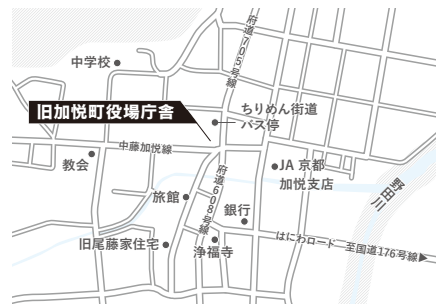 府道705号線
中学校
旧加悦町役場庁舎
ちりめん街道
バス停
中藤加悦線
教会
JA 京都
加悦支店
野田川
旅館
府道608号線
銀行
旧尾藤家住宅
浄福寺
はにわロード 至国道176号線▶